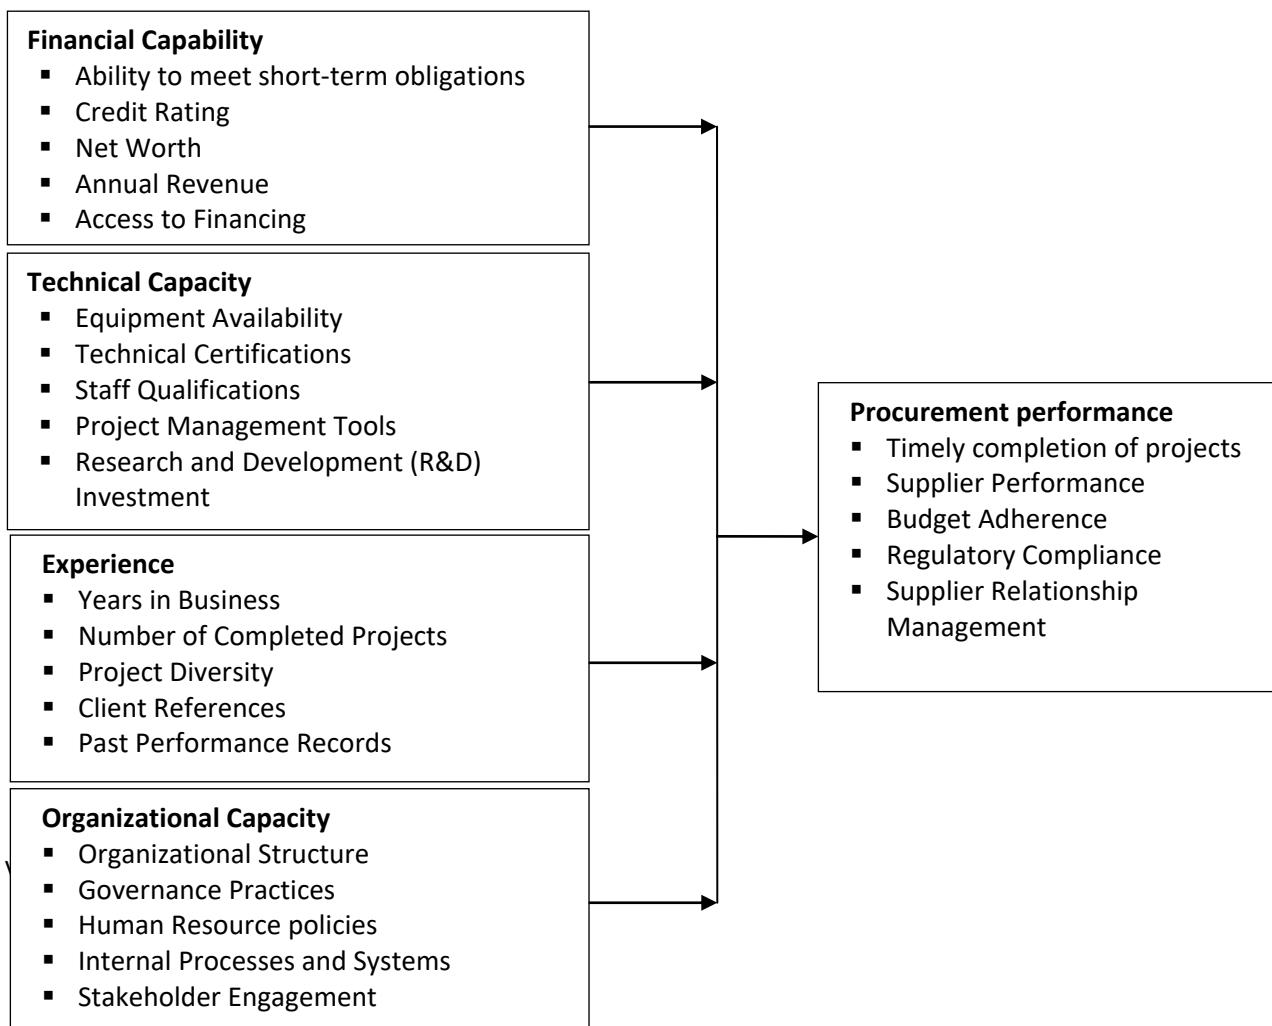 Financial Capability
▪ Ability to meet short-term obligations
▪ Credit Rating
▪ Net Worth
▪ Annual Revenue
▪ Access to Financing
Technical Capacity
▪ Equipment Availability
▪ Technical Certifications
▪ Staff Qualifications
▪ Project Management Tools
▪ Research and Development (R&D)
Investment
Experience
▪ Years in Business
▪ Number of Completed Projects
▪ Project Diversity
▪ Client References
▪ Past Performance Records
Organizational Capacity
▪ Organizational Structure
▪ Governance Practices
▪ Human Resource policies
▪ Internal Processes and Systems
▪ Stakeholder Engagement
Procurement performance
▪ Timely completion of projects
▪ Supplier Performance
▪ Budget Adherence
▪ Regulatory Compliance
▪ Supplier Relationship
Management